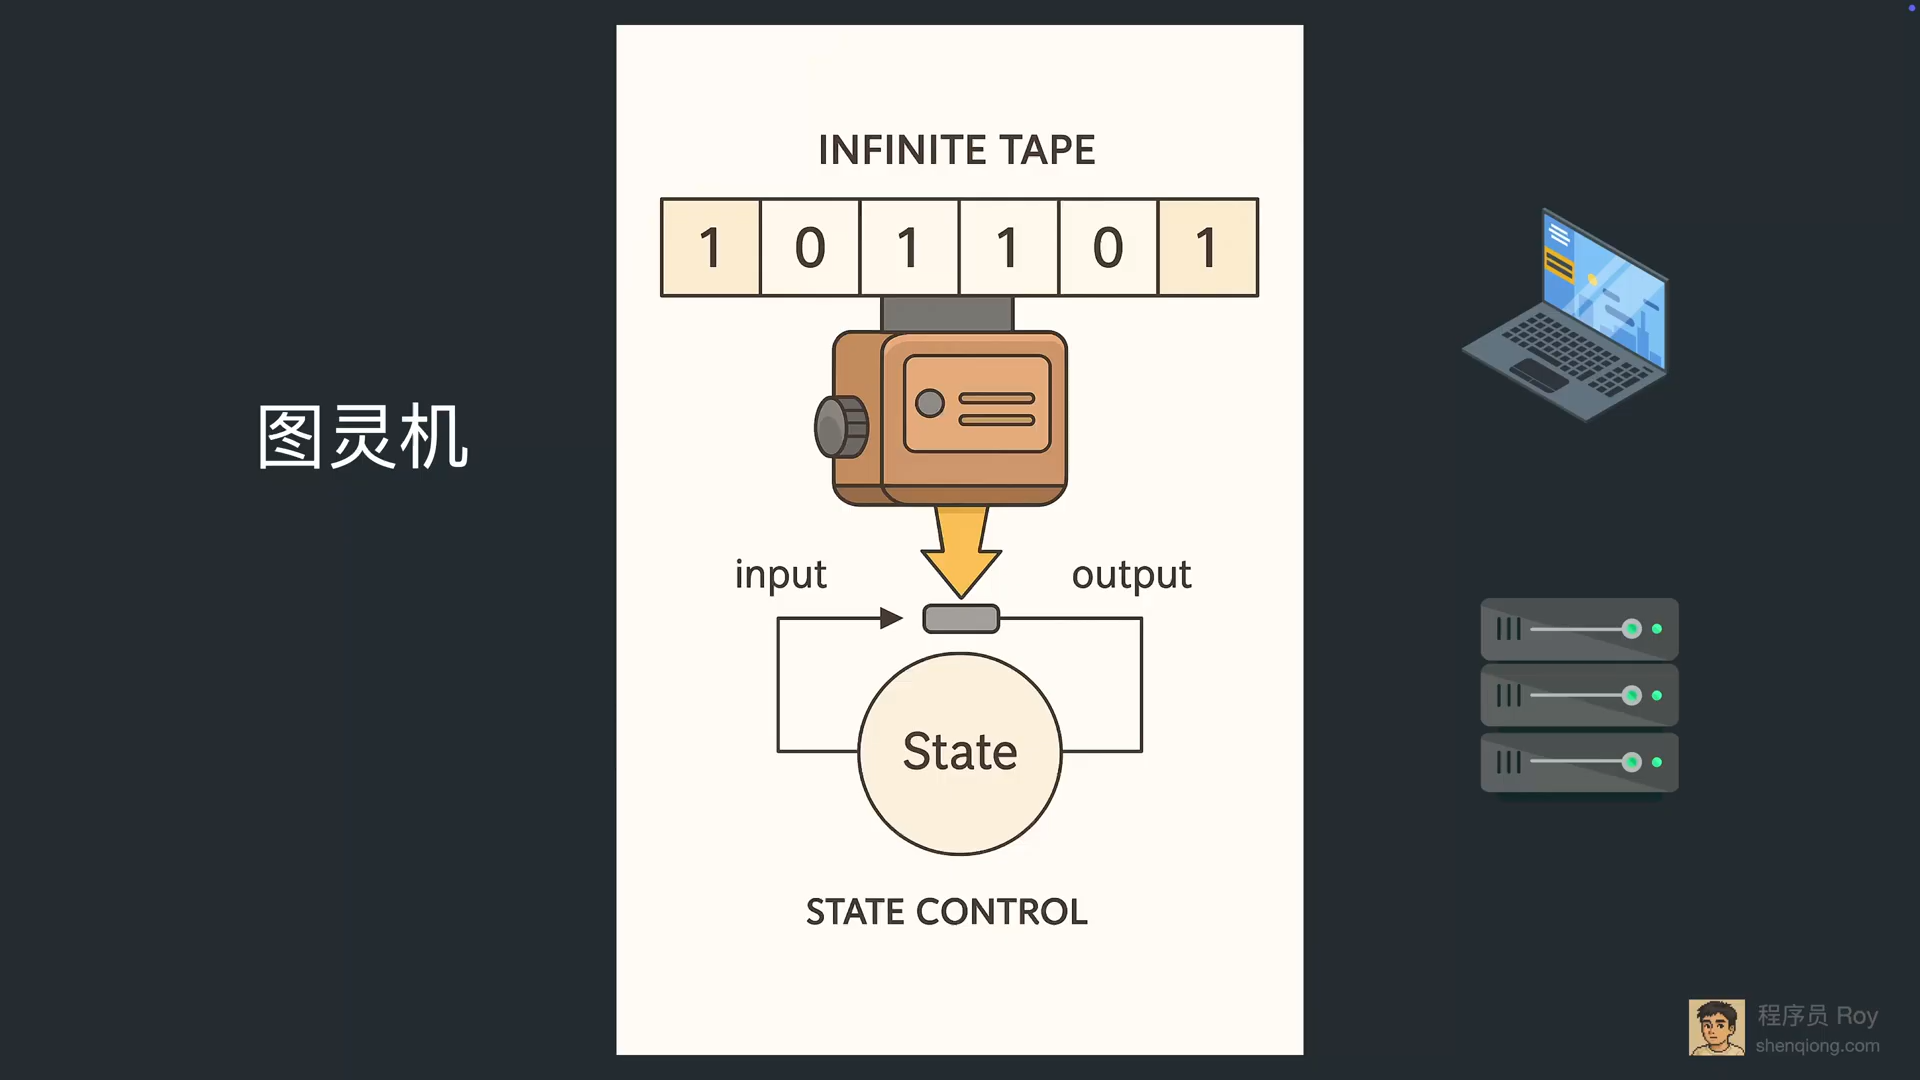 图灵机
INFINITE TAPE
1 0 1 1 0 1
input
output
State
STATE CONTROL
程序员 Roy
shenqiong.com